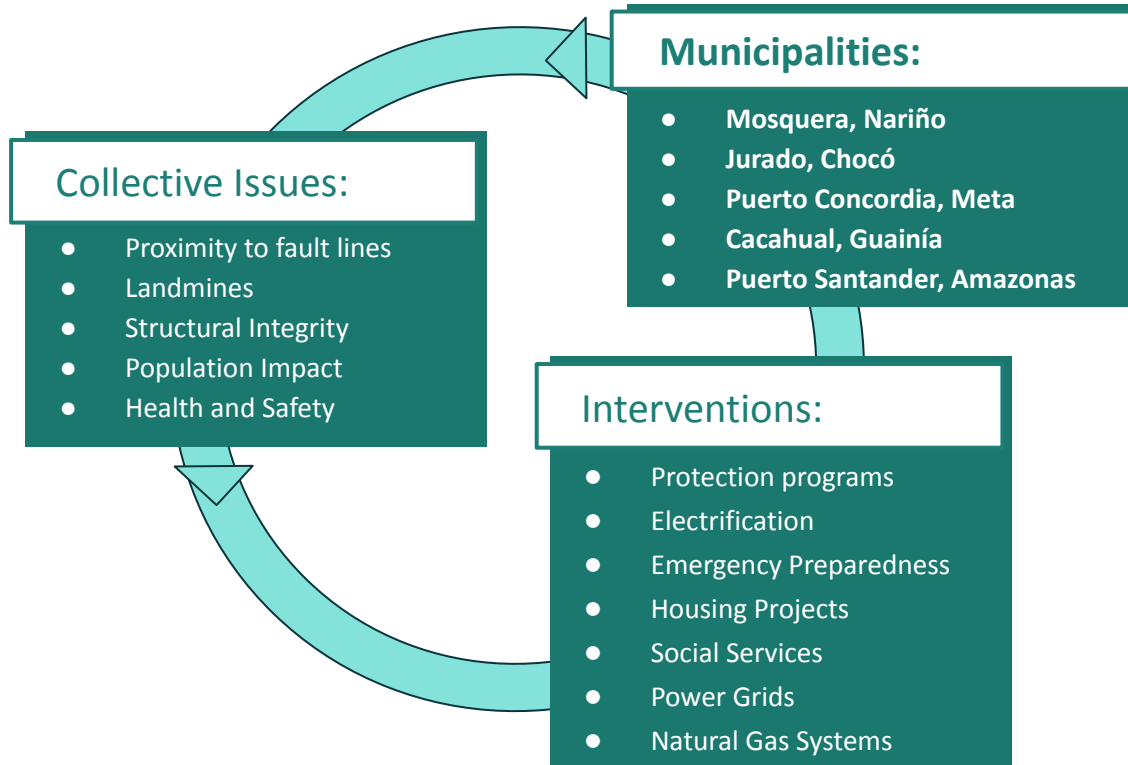 Municipalities:
● Mosquera, Nariño
● Jurado, Chocó
● Puerto Concordia, Meta
● Cacahual, Guainía
● Puerto Santander, Amazonas
Collective Issues:
● Proximity to fault lines
● Landmines
● Structural Integrity
● Population Impact
● Health and Safety
Interventions:
● Protection programs
● Electrification
● Emergency Preparedness
● Housing Projects
● Social Services
● Power Grids
● Natural Gas Systems